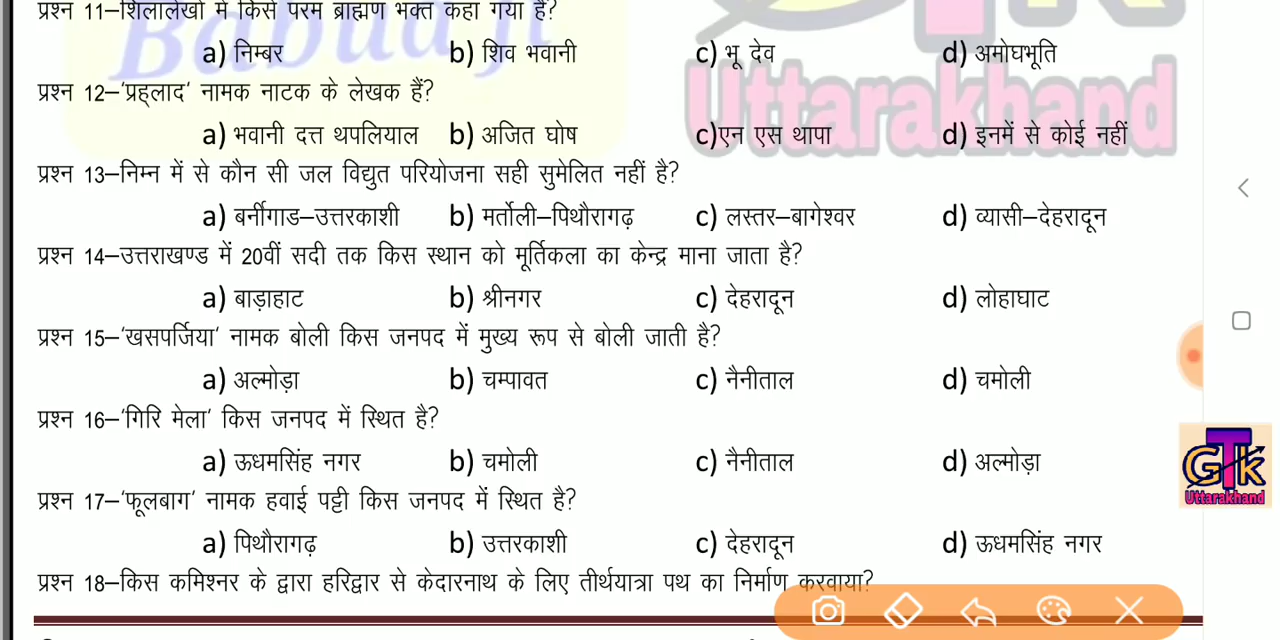 प्रश्न 11–शिलालेखों में किसे परम ब्राह्मण भक्त कहा गया है?
a) निम्बर b) शिव भवानी c) भू देव d) अमोघभूति
प्रश्न 12–‘प्रह्लाद’ नामक नाटक के लेखक हैं?
a) भवानी दत्त थपलियाल b) अजित घोष c)एन एस थापा d) इनमें से कोई नहीं
प्रश्न 13–निम्न में से कौन सी जल विद्युत परियोजना सही सुमेलित नहीं है?
a) बर्नीगाड–उत्तरकाशी b) मर्तोली–पिथौरागढ़ c) लस्तर–बागेश्वर d) व्यासी–देहरादून
प्रश्न 14–उत्तराखण्ड में 20वीं सदी तक किस स्थान को मूर्तिकला का केन्द्र माना जाता है?
a) बाड़ाहाट b) श्रीनगर c) देहरादून d) लोहाघाट
प्रश्न 15–‘खसपर्जिया’ नामक बोली किस जनपद में मुख्य रूप से बोली जाती है?
a) अल्मोड़ा b) चम्पावत c) नैनीताल d) चमोली
प्रश्न 16–‘गिरि मेला’ किस जनपद में स्थित है?
a) ऊधमसिंह नगर b) चमोली c) नैनीताल d) अल्मोड़ा
प्रश्न 17–‘फूलबाग’ नामक हवाई पट्टी किस जनपद में स्थित है?
a) पिथौरागढ़ b) उत्तरकाशी c) देहरादून d) ऊधमसिंह नगर
प्रश्न 18–किस कमिश्नर के द्वारा हरिद्वार से केदारनाथ के लिए तीर्थयात्रा पथ का निर्माण करवाया?
Uttarakhand
GTK
Uttarakhand